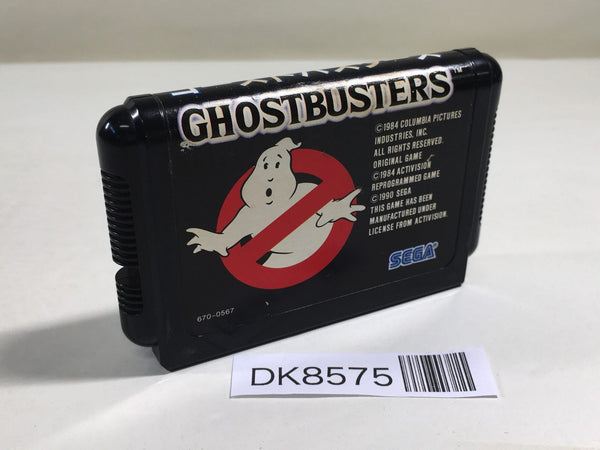 GHOSTBUSTERS™
©1984 COLUMBIA PICTURES
INDUSTRIES, INC.
ALL RIGHTS RESERVED.
ORIGINAL GAME
©1984 ACTIVISION
REPROGRAMMED GAME
©1990 SEGA
THIS GAME HAS BEEN
MANUFACTURED UNDER
LICENSE FROM ACTIVISION.
SEGA
670-0567
DK8575